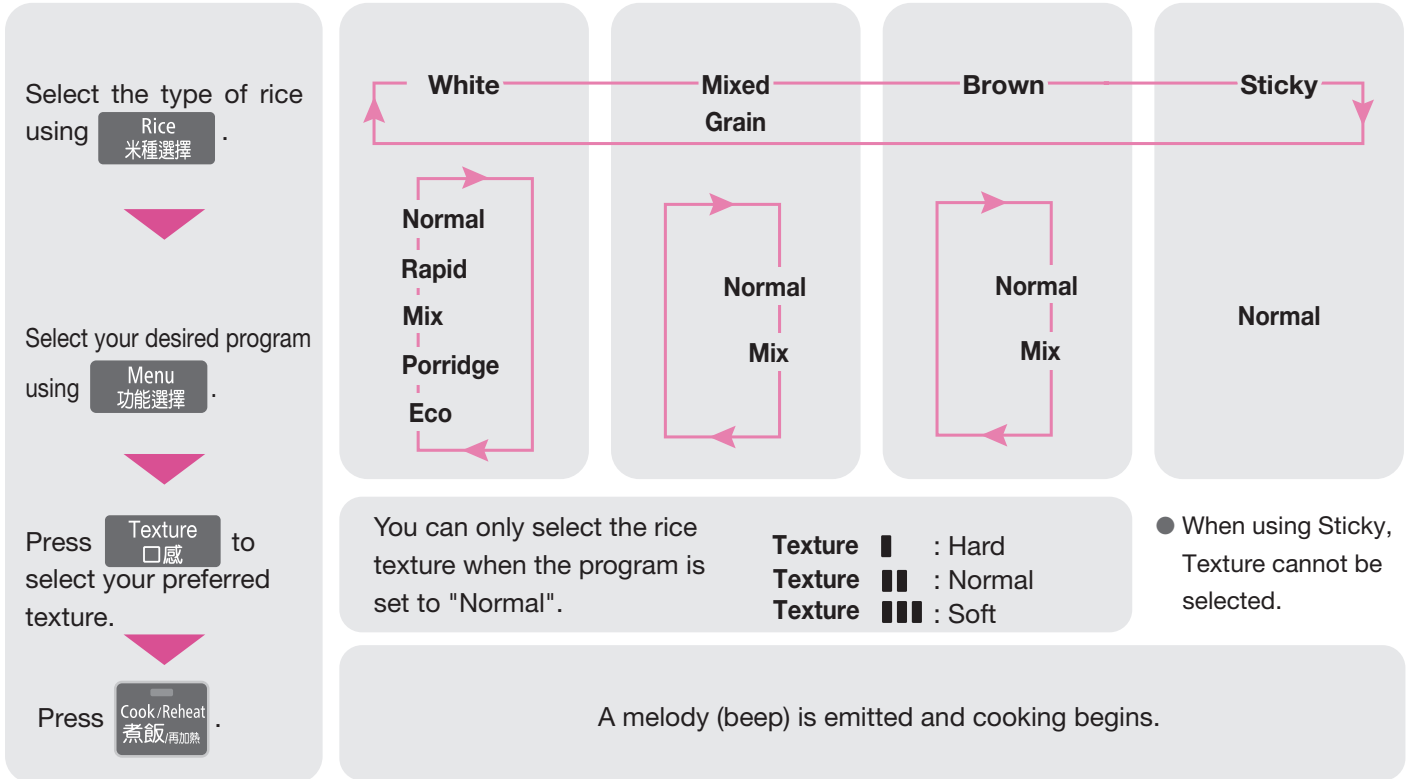 Select the type of rice
using Rice
米種選擇 .
White
Mixed
Grain
Brown
Sticky
Select your desired program
using Menu
功能選擇 .
Normal
Rapid
Mix
Porridge
Eco
Normal
Mix
Normal
Mix
Normal
Press Texture
口感 to
select your preferred
texture.
You can only select the rice
texture when the program is
set to "Normal".
Texture : Hard
Texture : Normal
Texture : Soft
● When using Sticky,
Texture cannot be
selected.
Press Cook/Reheat
煮飯/再加熱 .
A melody (beep) is emitted and cooking begins.